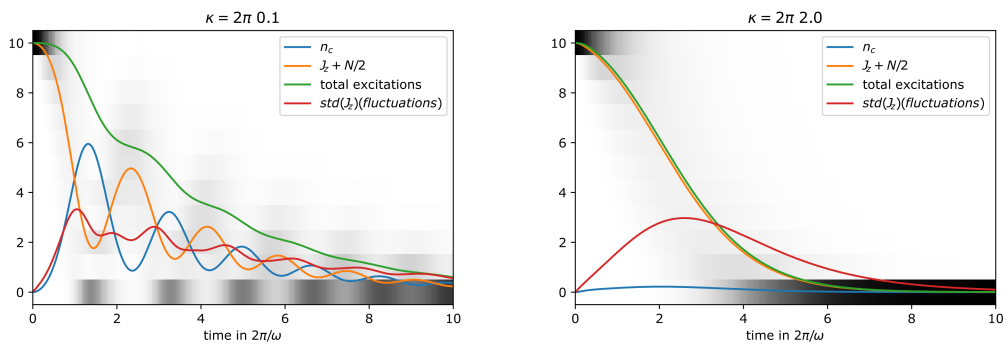 κ = 2π 0.1
10
8
6
4
2
0
n_c
J_z + N/2
total excitations
std(J_z)(fluctuations)
0 2 4 6 8 10
time in 2π/ω
κ = 2π 2.0
10
8
6
4
2
0
n_c
J_z + N/2
total excitations
std(J_z)(fluctuations)
0 2 4 6 8 10
time in 2π/ω